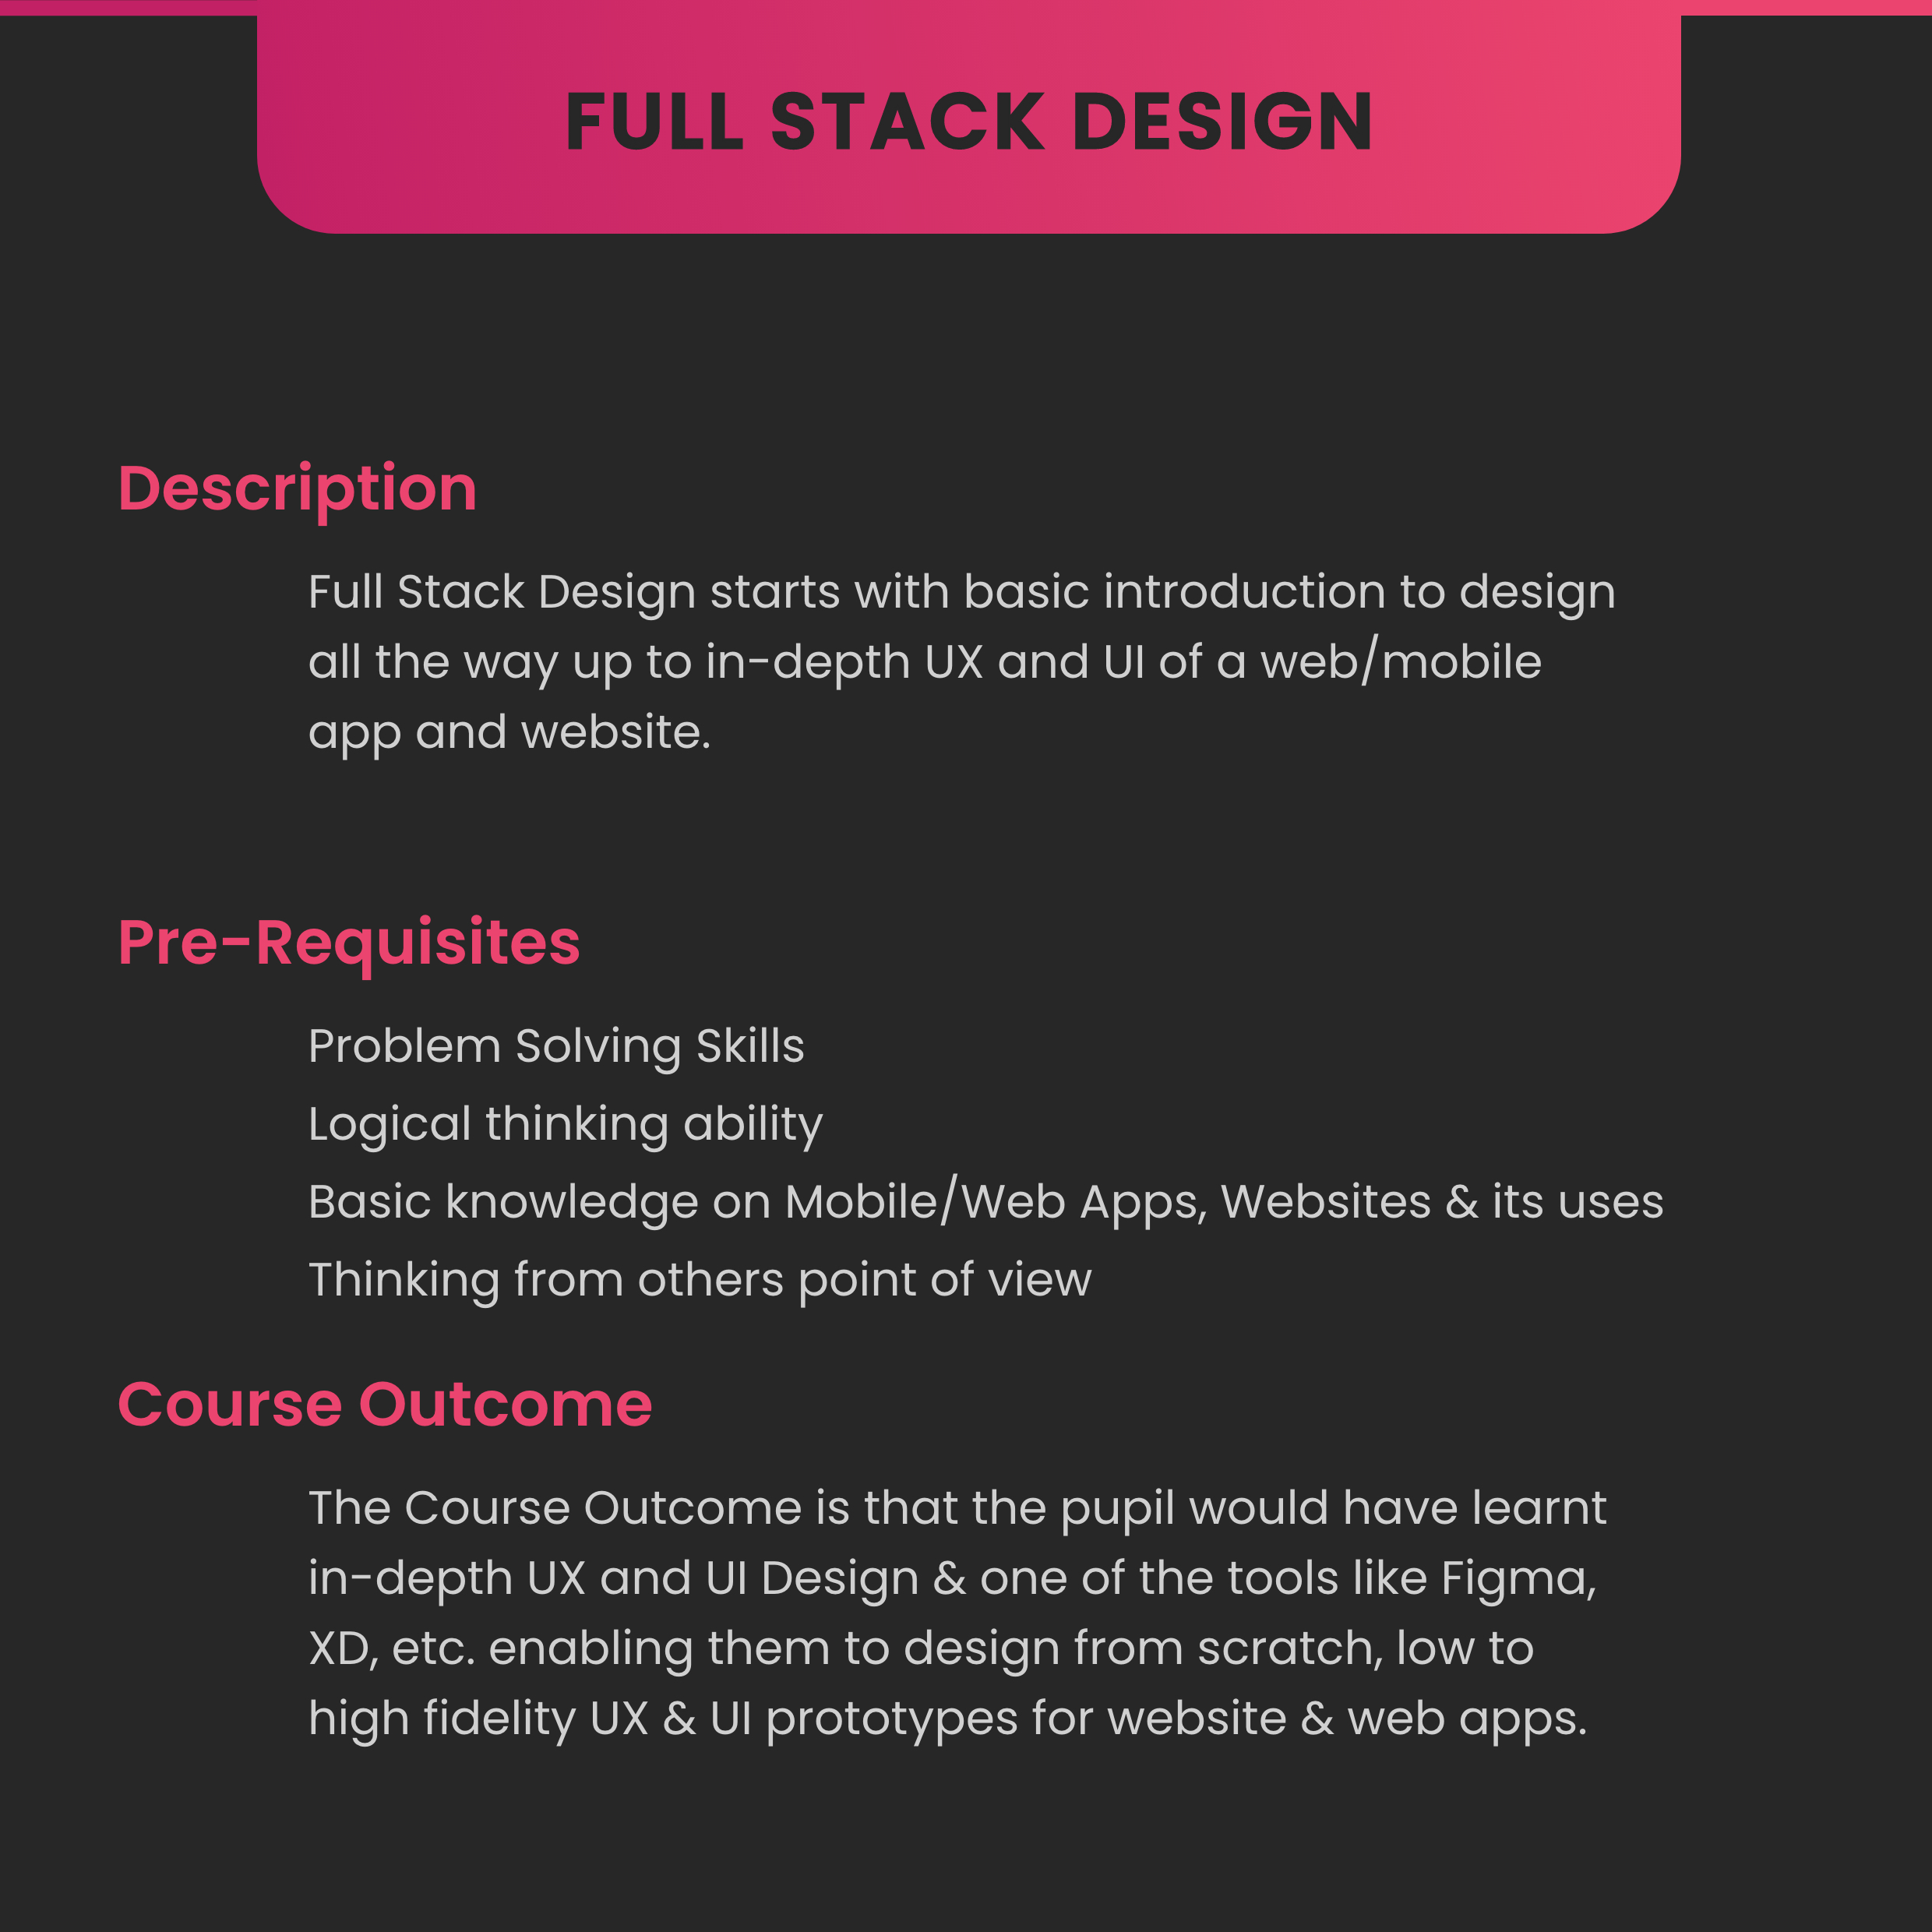 FULL STACK DESIGN
Description
Full Stack Design starts with basic introduction to design
all the way up to in-depth UX and UI of a web/mobile
app and website.
Pre-Requisites
Problem Solving Skills
Logical thinking ability
Basic knowledge on Mobile/Web Apps, Websites & its uses
Thinking from others point of view
Course Outcome
The Course Outcome is that the pupil would have learnt
in-depth UX and UI Design & one of the tools like Figma,
XD, etc. enabling them to design from scratch, low to
high fidelity UX & UI prototypes for website & web apps.